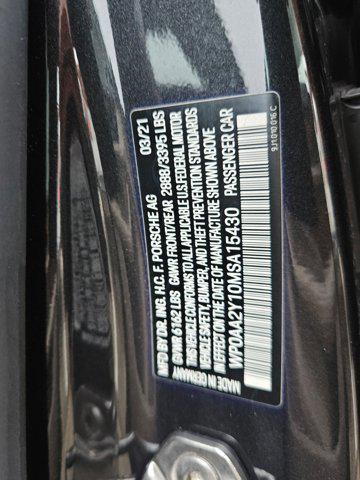 MFD BY DR. ING. H.C. F. PORSCHE AG 03/21
GVWR 6162 LBS GAWR FRONT/REAR 2888/3395 LBS
THIS VEHICLE CONFORMS TO ALL APPLICABLE U.S. FEDERAL MOTOR
VEHICLE SAFETY, BUMPER, AND THEFT PREVENTION STANDARDS
IN EFFECT ON THE DATE OF MANUFACTURE SHOWN ABOVE
WP0AA2Y10MSA15430 PASSENGER CAR
MADE IN GERMANY
9J1.010.016 C